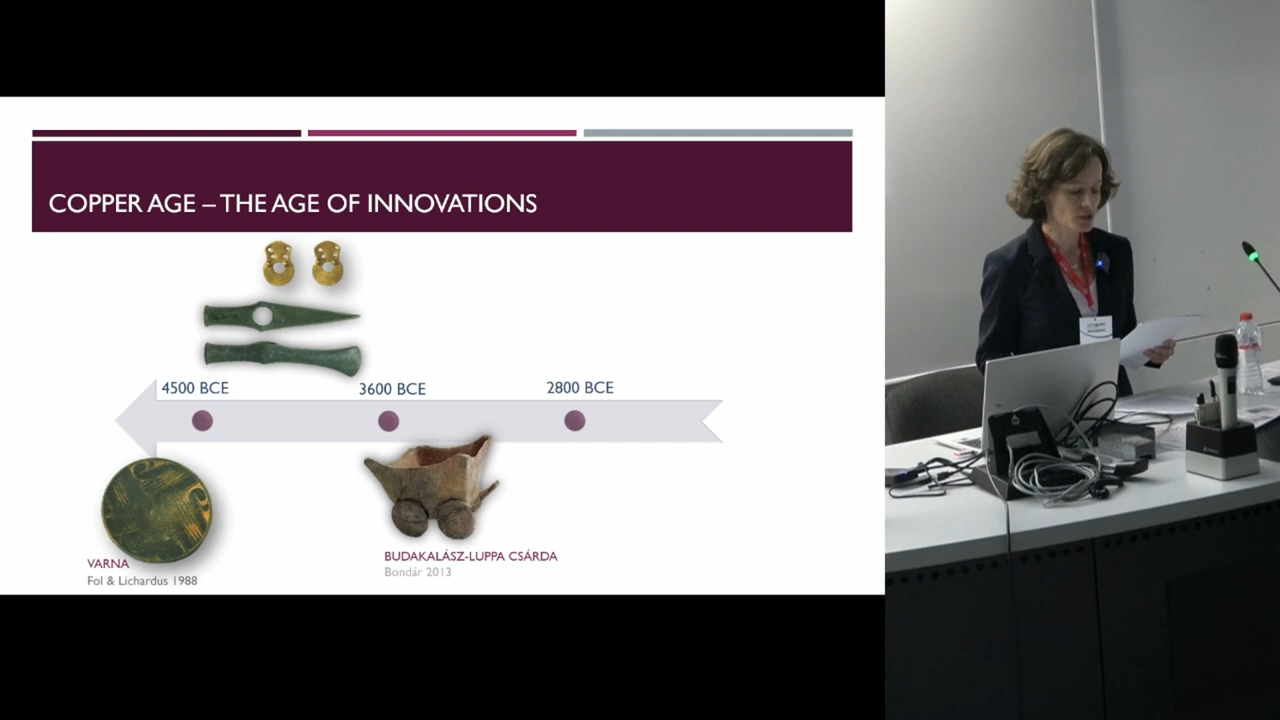 COPPER AGE – THE AGE OF INNOVATIONS
4500 BCE
3600 BCE
2800 BCE
VARNA
Fol & Lichardus 1988
BUDAKALÁSZ-LUPPA CSÁRDA
Bondár 2013